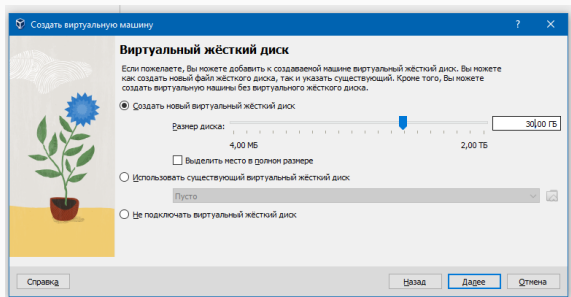 Создать виртуальную машину
Виртуальный жёсткий диск
Если пожелаете, Вы можете добавить к создаваемой машине виртуальный жёсткий диск. Вы можете
как создать новый файл жёсткого диска, так и указать существующий. Кроме того, Вы можете
создать виртуальную машины без виртуального жёсткого диска.
Создать новый виртуальный жёсткий диск
Размер диска:
30,00 ГБ
4,00 МБ
2,00 ТБ
Выделить место в полном размере
Использовать существующий виртуальный жёсткий диск
Пусто
Не подключать виртуальный жёсткий диск
Справка
Назад
Далее
Отмена